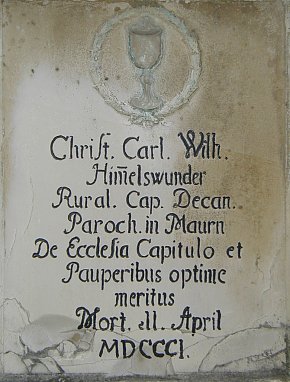 Chriſt. Carl. Wilh.
Him̄elswunder
Rural. Cap. Decan.
Paroch. in Maurn
De Eccleſia Capitulo et
Pauperibus optime
meritus
Mort. 11. April
MDCCCI.